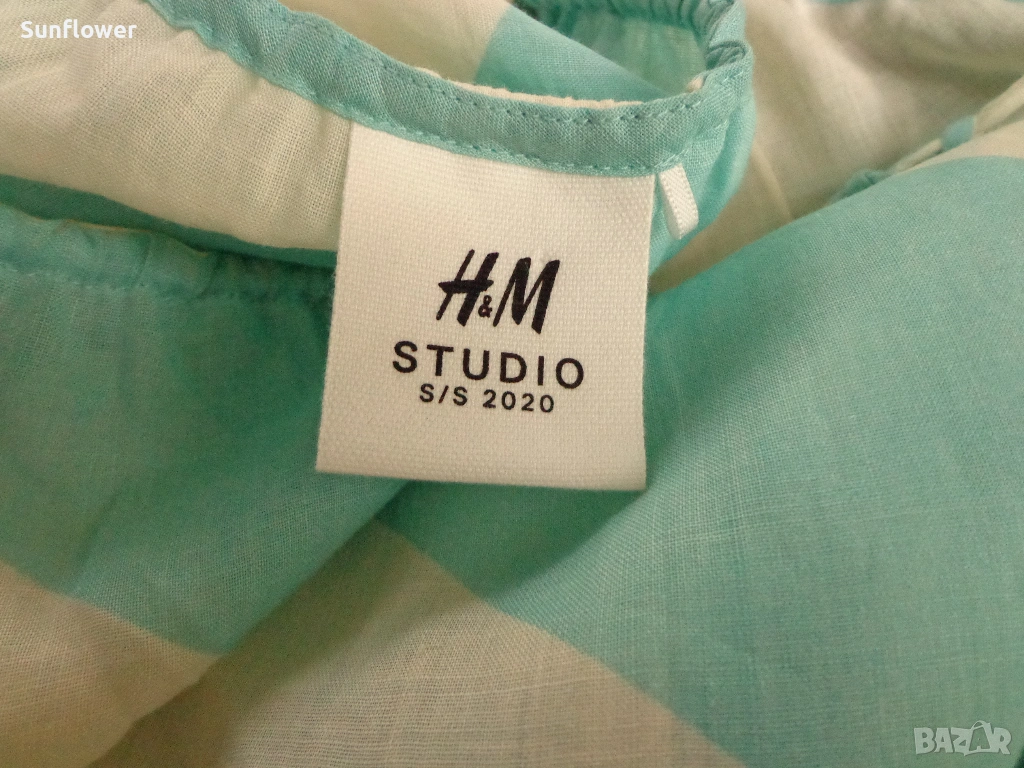 Sunflower
H&M
STUDIO
S/S 2020
BAZAR